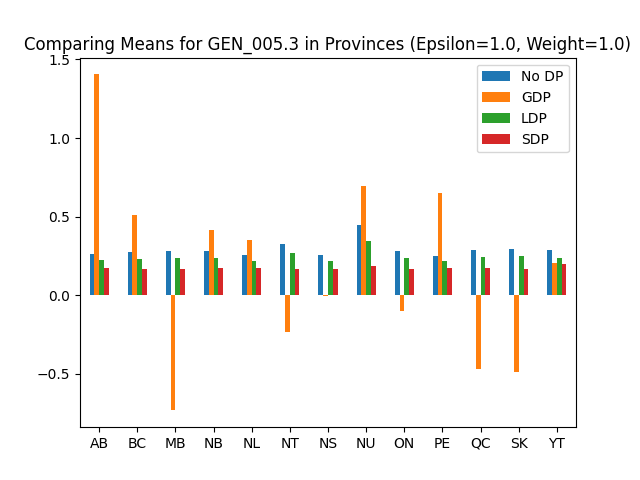 Comparing Means for GEN_005.3 in Provinces (Epsilon=1.0, Weight=1.0)
No DP
GDP
LDP
SDP
1.5
1.0
0.5
0.0
−0.5
AB BC MB NB NL NT NS NU ON PE QC SK YT